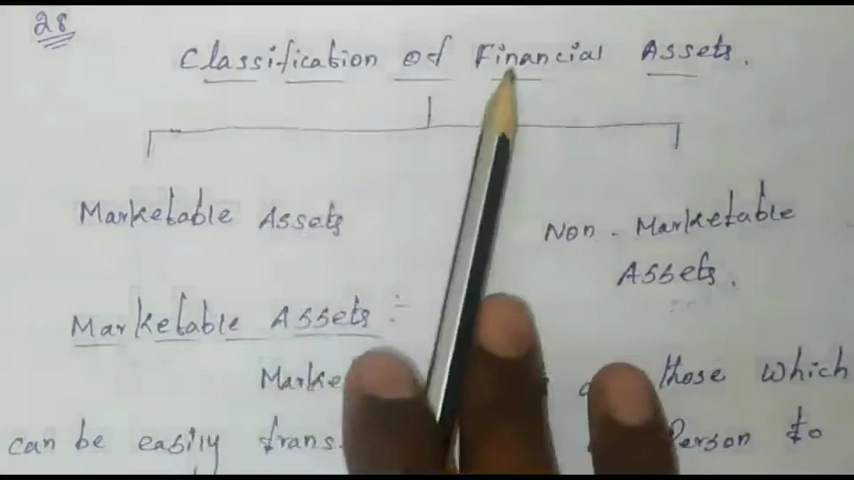 28
Classification of Financial Assets.
Marketable Assets
Non - Marketable
Assets.
Marketable Assets :-
those which
can be easily Person to